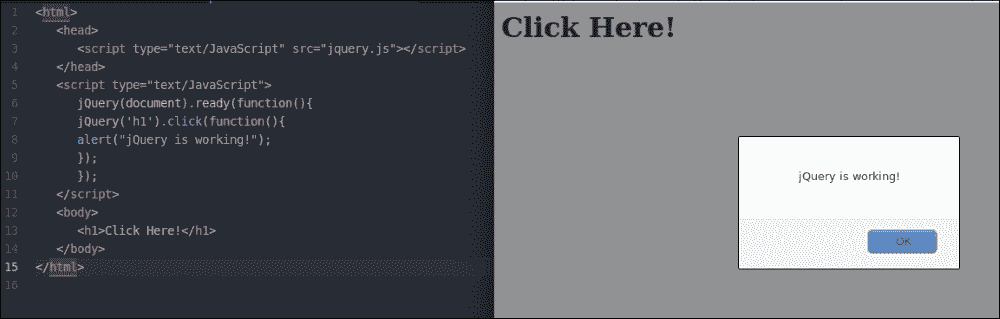 1 <html>
2 <head>
3 <script type="text/JavaScript" src="jquery.js"></script>
4 </head>
5 <script type="text/JavaScript">
6 jQuery(document).ready(function(){
7 jQuery('h1').click(function(){
8 alert("jQuery is working!");
9 });
10 });
11 </script>
12 <body>
13 <h1>Click Here!</h1>
14 </body>
15 </html>
16
Click Here!
jQuery is working!
OK